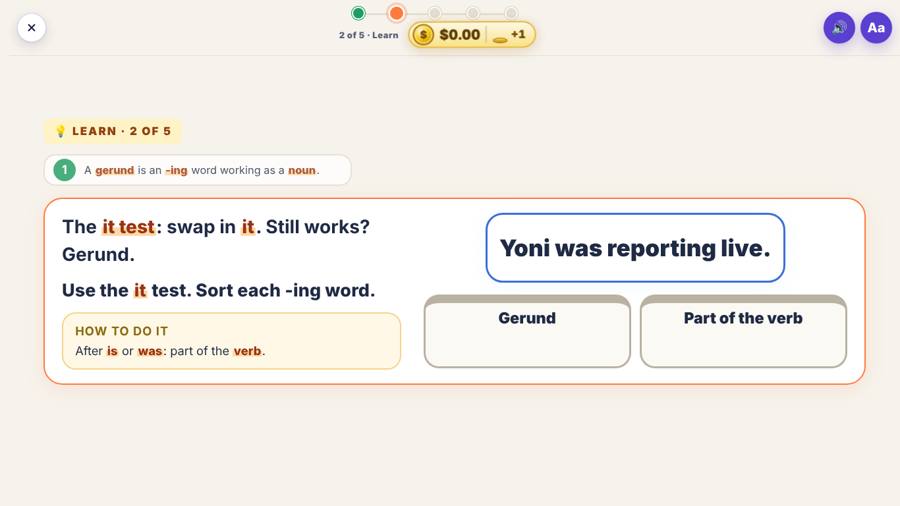 ✕
2 of 5 · Learn
$ $0.00 +1
Aa
LEARN · 2 OF 5
1 A gerund is an -ing word working as a noun.
The it test: swap in it. Still works?
Gerund.
Use the it test. Sort each -ing word.
HOW TO DO IT
After is or was: part of the verb.
Yoni was reporting live.
Gerund
Part of the verb